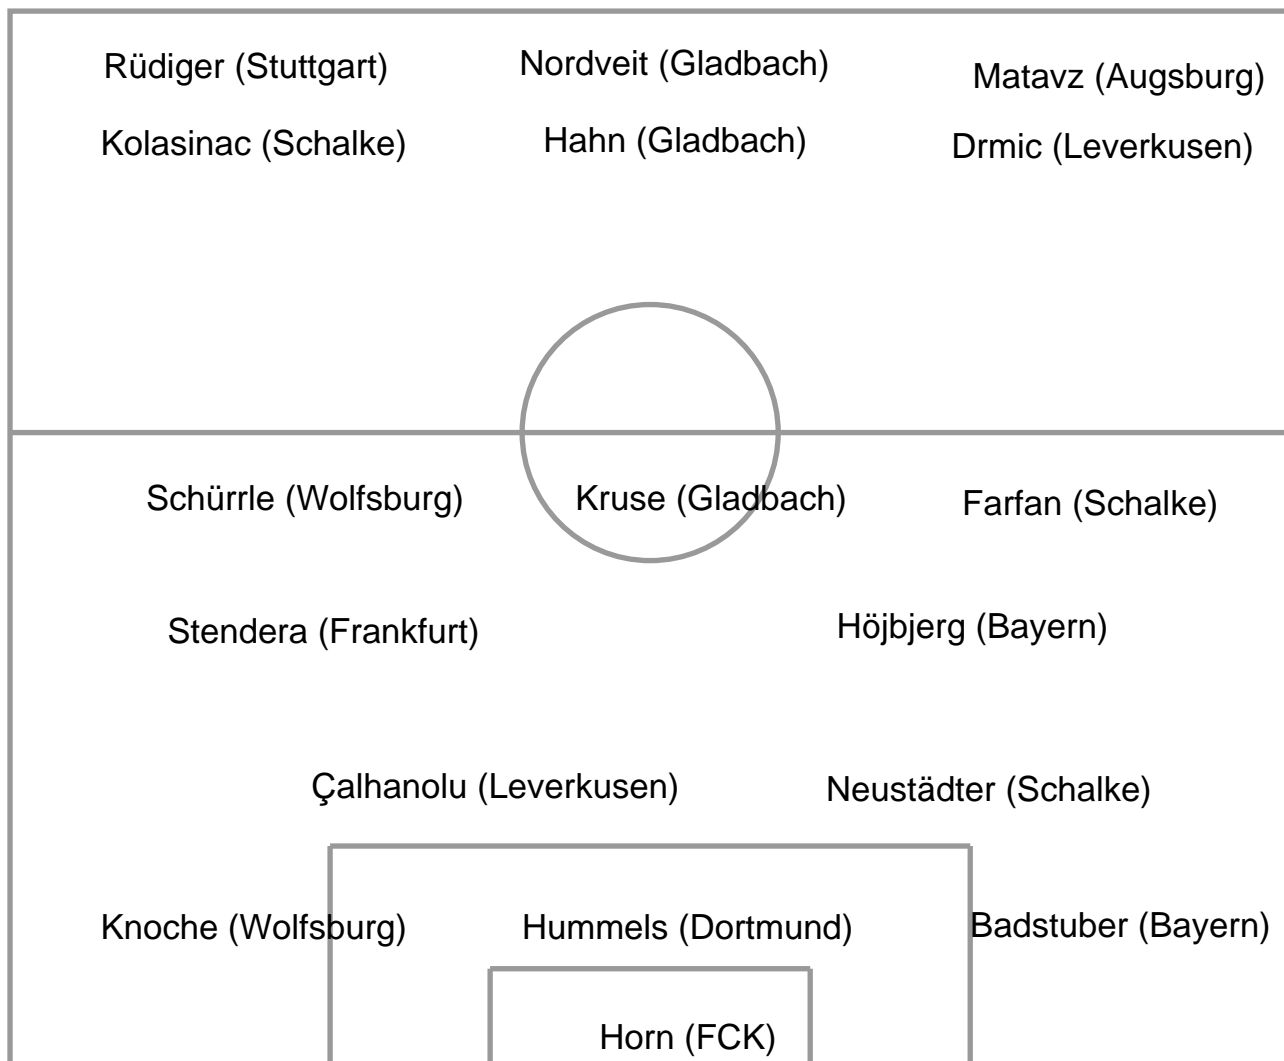 Rüdiger (Stuttgart)
Nordveit (Gladbach)
Matavz (Augsburg)
Kolasinac (Schalke)
Hahn (Gladbach)
Drmic (Leverkusen)
Schürrle (Wolfsburg)
Kruse (Gladbach)
Farfan (Schalke)
Stendera (Frankfurt)
Höjbjerg (Bayern)
Çalhanolu (Leverkusen)
Neustädter (Schalke)
Knoche (Wolfsburg)
Hummels (Dortmund)
Badstuber (Bayern)
Horn (FCK)